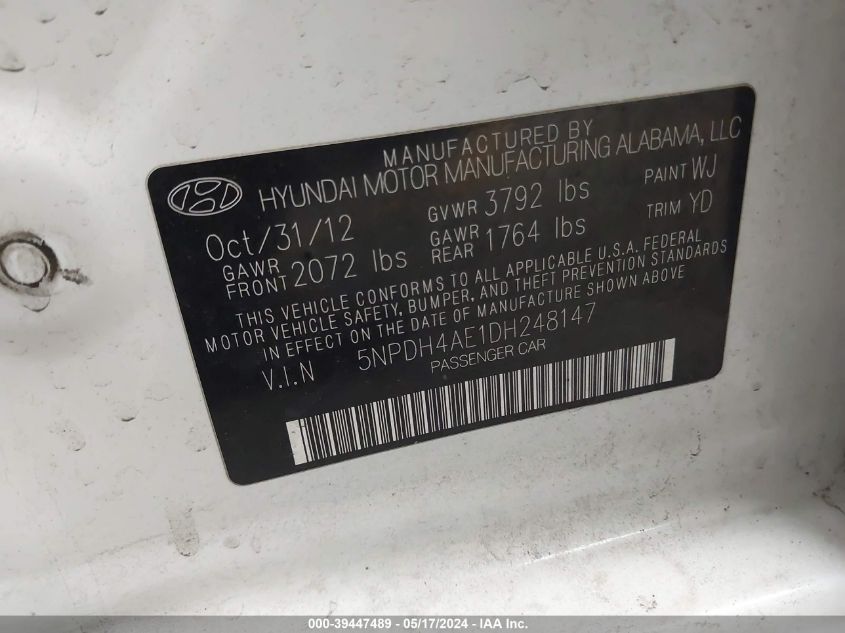 MANUFACTURED BY
HYUNDAI MOTOR MANUFACTURING ALABAMA, LLC
Oct/31/12 GVWR 3792 lbs PAINT WJ
GAWR FRONT 2072 lbs GAWR REAR 1764 lbs TRIM YD
THIS VEHICLE CONFORMS TO ALL APPLICABLE U.S.A. FEDERAL
MOTOR VEHICLE SAFETY, BUMPER, AND THEFT PREVENTION STANDARDS
IN EFFECT ON THE DATE OF MANUFACTURE SHOWN ABOVE
V.I.N 5NPDH4AE1DH248147
PASSENGER CAR
000-39447489 - 05/17/2024 - IAA Inc.